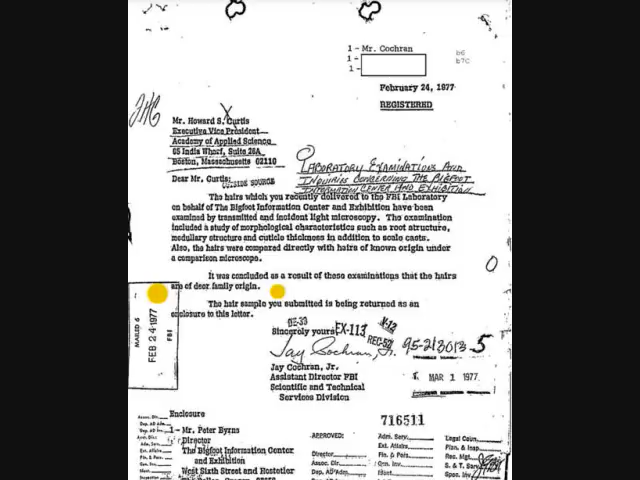 1 - Mr. Cochran
1 -
1 -
b6
b7C
February 24, 1977
REGISTERED
Mr. Howard S. Curtis
Executive Vice President
Academy of Applied Science
65 India Wharf, Suite 26A
Boston, Massachusetts 02110
LABORATORY EXAMINATIONS AND
INQUIRIES CONCERNING THE BIGFOOT
INFORMATION CENTER AND EXHIBITION
Dear Mr. Curtis:
OUTSIDE SOURCE
The hairs which you recently delivered to the FBI Laboratory
on behalf of The Bigfoot Information Center and Exhibition have been
examined by transmitted and incident light microscopy. The examination
included a study of morphological characteristics such as root structure,
medullary structure and cuticle thickness in addition to scale casts.
Also, the hairs were compared directly with hairs of known origin under
a comparison microscope.
It was concluded as a result of these examinations that the hairs
are of deer family origin.
The hair sample you submitted is being returned as an
enclosure to this letter.
MAILED 6
FEB 24 1977
FBI
Sincerely yours,
EX-113
REC-52
95-213013
5
Jay Cochran, Jr.
Jay Cochran, Jr.
Assistant Director FBI
Scientific and Technical
Services Division
MAR 1 1977
Enclosure
716511
1 - Mr. Peter Byrne
Director
The Bigfoot Information Center
and Exhibition
West Sixth Street and Hostetler
APPROVED:
Director
Assoc. Dir.
Dep. AD Adm.
Adm. Serv.
Ext. Affairs
Fin. & Pers.
Legal Coun.
Plan. & Insp.
Rec. Mgt.
S. & T. Serv.
Spec. Inv.